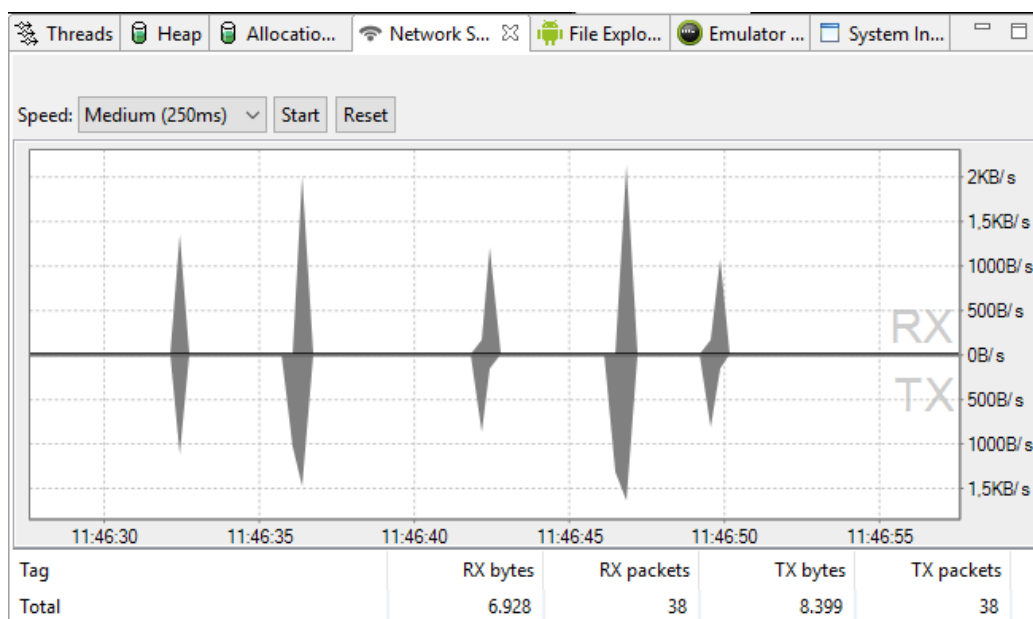 Threads Heap Allocatio... Network S... File Explo... Emulator ... System In...
Speed: Medium (250ms) Start Reset
2KB/s
1,5KB/s
1000B/s
500B/s
RX
0B/s
TX
500B/s
1000B/s
1,5KB/s
11:46:30 11:46:35 11:46:40 11:46:45 11:46:50 11:46:55
Tag RX bytes RX packets TX bytes TX packets
Total 6.928 38 8.399 38